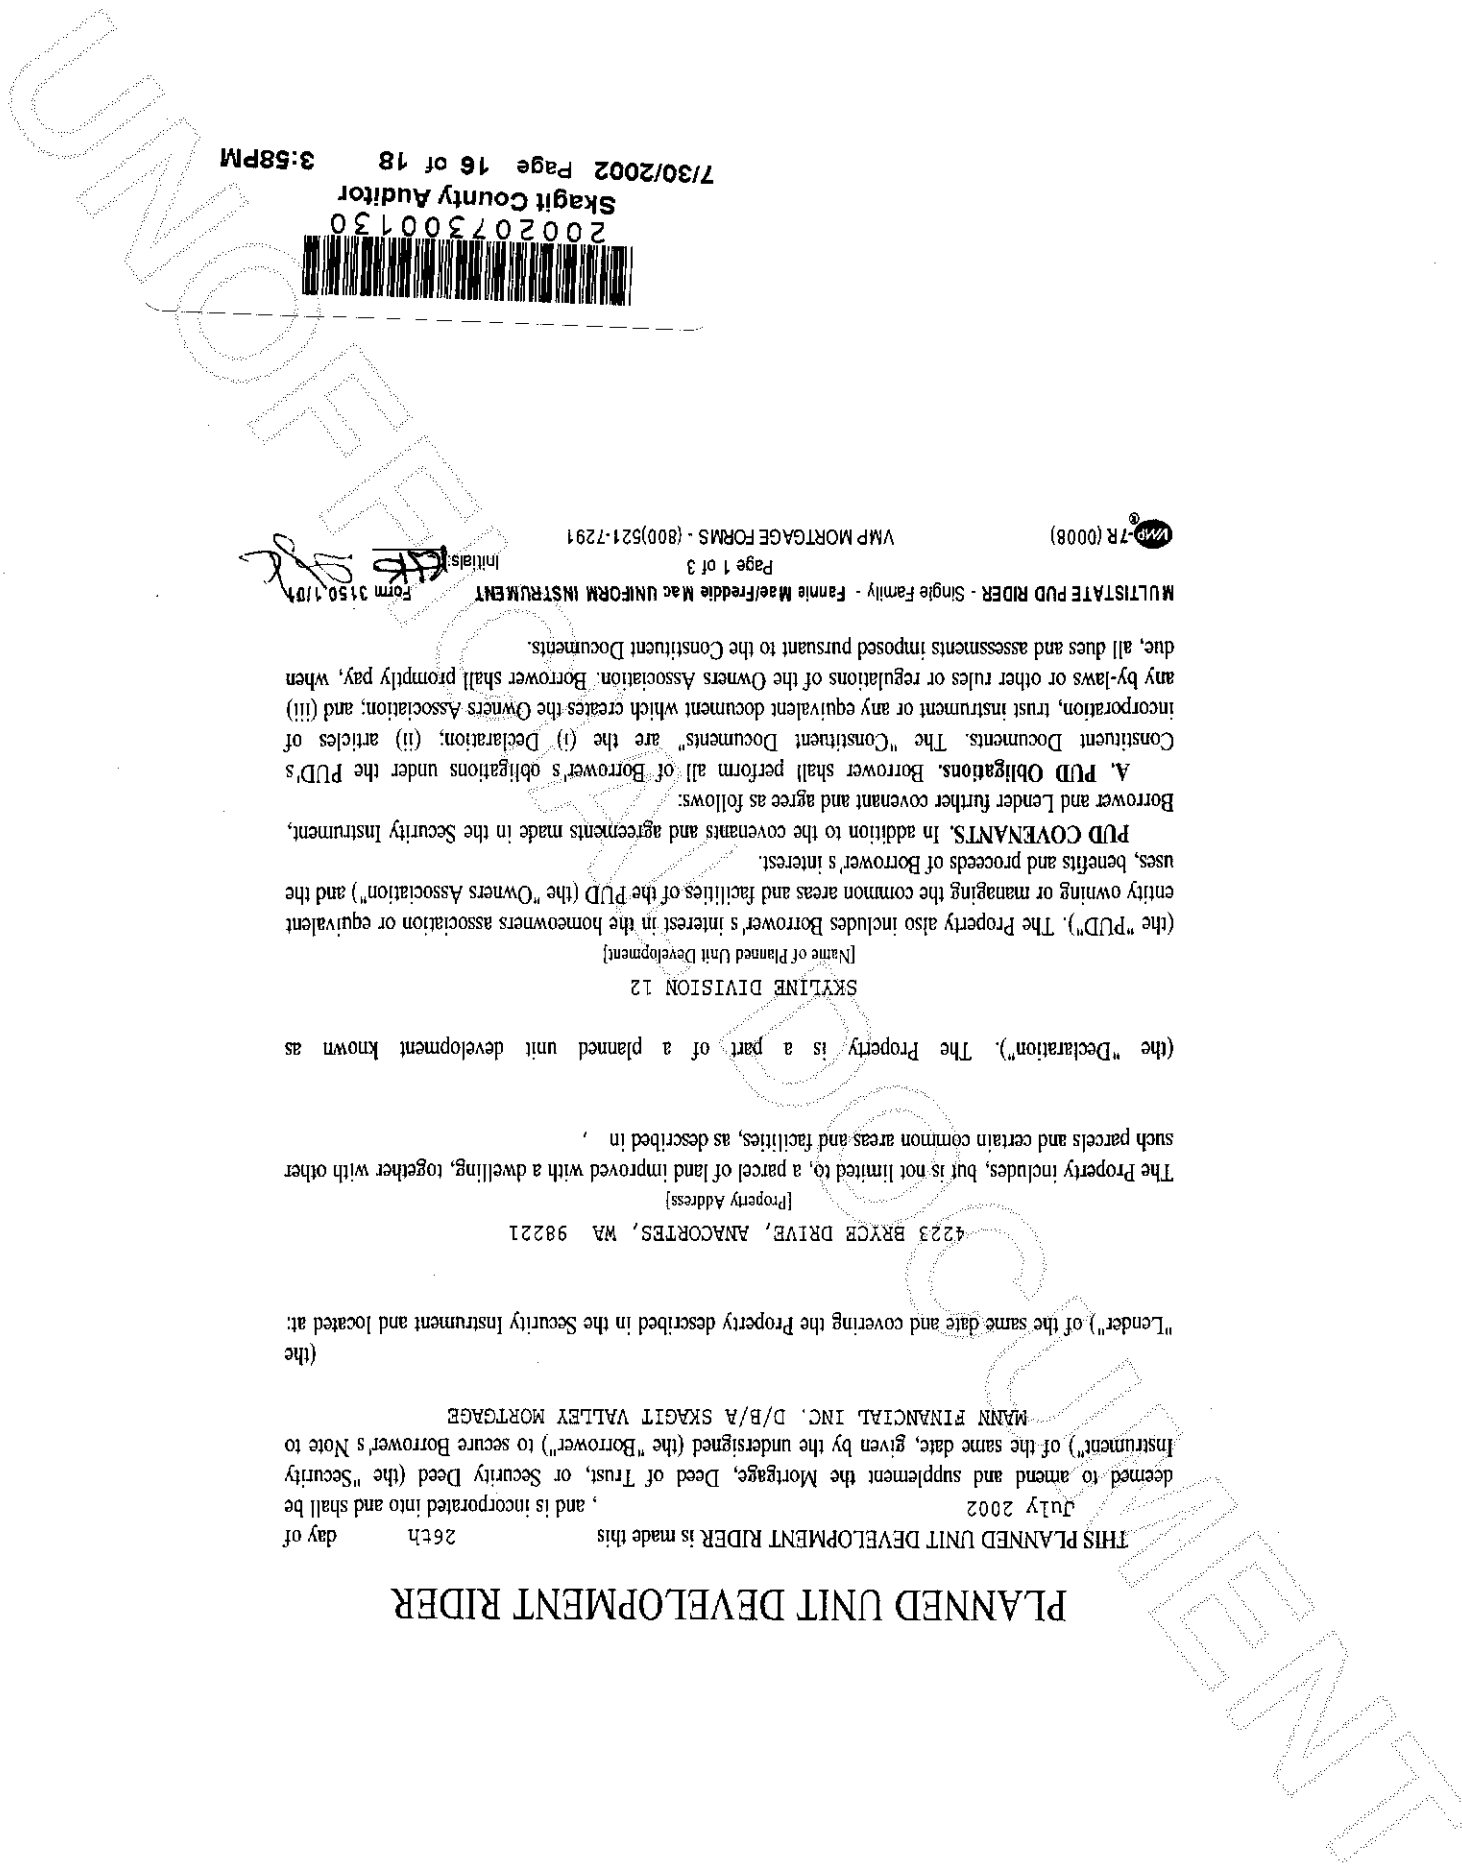 PLANNED UNIT DEVELOPMENT RIDER
THIS PLANNED UNIT DEVELOPMENT RIDER is made this 26th day of
July 2002 , and is incorporated into and shall be
deemed to amend and supplement the Mortgage, Deed of Trust, or Security Deed (the "Security
Instrument") of the same date, given by the undersigned (the "Borrower") to secure Borrower's Note to
MANN FINANCIAL INC. D/B/A SKAGIT VALLEY MORTGAGE
(the
"Lender") of the same date and covering the Property described in the Security Instrument and located at:
4223 BRYCE DRIVE, ANACORTES, WA 98221
[Property Address]
The Property includes, but is not limited to, a parcel of land improved with a dwelling, together with other
such parcels and certain common areas and facilities, as described in ,
(the "Declaration"). The Property is a part of a planned unit development known as
SKYLINE DIVISION 12
[Name of Planned Unit Development]
(the "PUD"). The Property also includes Borrower's interest in the homeowners association or equivalent
entity owning or managing the common areas and facilities of the PUD (the "Owners Association") and the
uses, benefits and proceeds of Borrower's interest.
PUD COVENANTS. In addition to the covenants and agreements made in the Security Instrument,
Borrower and Lender further covenant and agree as follows:
A. PUD Obligations. Borrower shall perform all of Borrower's obligations under the PUD's
Constituent Documents. The "Constituent Documents" are the (i) Declaration; (ii) articles of
incorporation, trust instrument or any equivalent document which creates the Owners Association; and (iii)
any by-laws or other rules or regulations of the Owners Association. Borrower shall promptly pay, when
due, all dues and assessments imposed pursuant to the Constituent Documents.
MULTISTATE PUD RIDER - Single Family - Fannie Mae/Freddie Mac UNIFORM INSTRUMENT Form 3150 1/01
Page 1 of 3
Initials:
VMP-7R (0008) VMP MORTGAGE FORMS - (800)521-7291
200207300130
Skagit County Auditor
7/30/2002 Page 16 of 18 3:58PM
UNOFFICIAL DOCUMENT